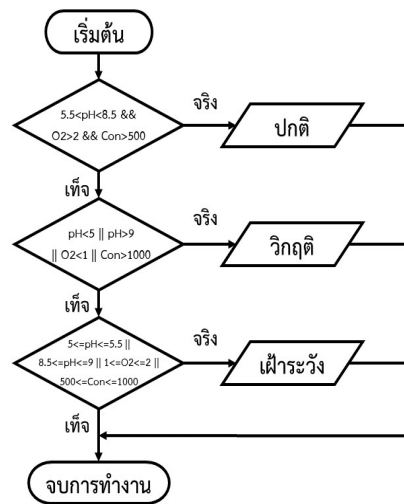 เริ่มต้น
5.5<pH<8.5 &&
O2>2 && Con>500
จริง
ปกติ
เท็จ
pH<5 || pH>9
|| O2<1 || Con>1000
จริง
วิกฤติ
เท็จ
5<=pH<=5.5 ||
8.5<=pH<=9 || 1<=O2<=2 ||
500<=Con<=1000
จริง
เฝ้าระวัง
เท็จ
จบการทำงาน